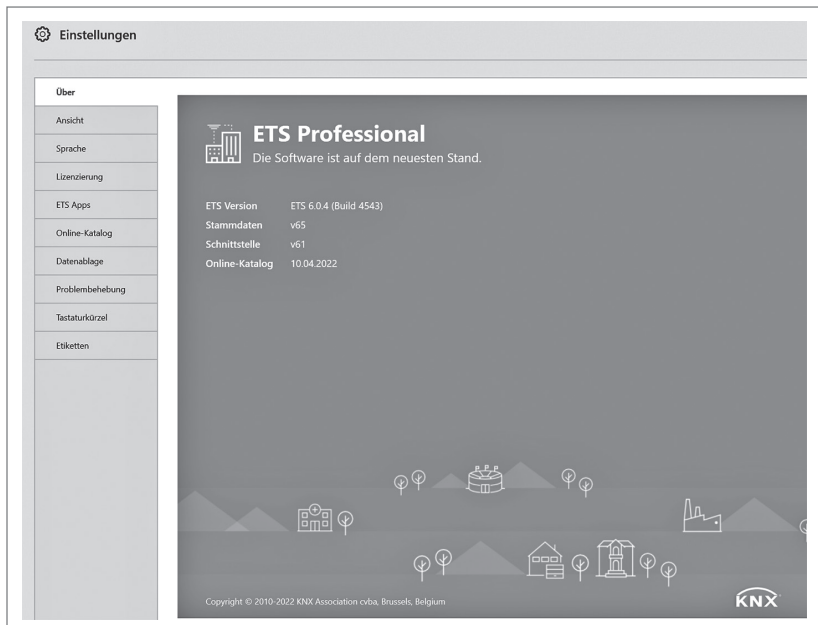 Einstellungen
Über
Ansicht
Sprache
Lizenzierung
ETS Apps
Online-Katalog
Datenablage
Problembehebung
Tastaturkürzel
Etiketten
ETS Professional
Die Software ist auf dem neuesten Stand.
ETS Version ETS 6.0.4 (Build 4543)
Stammdaten v65
Schnittstelle v61
Online-Katalog 10.04.2022
Copyright © 2010-2022 KNX Association cvba, Brussels, Belgium
KNX